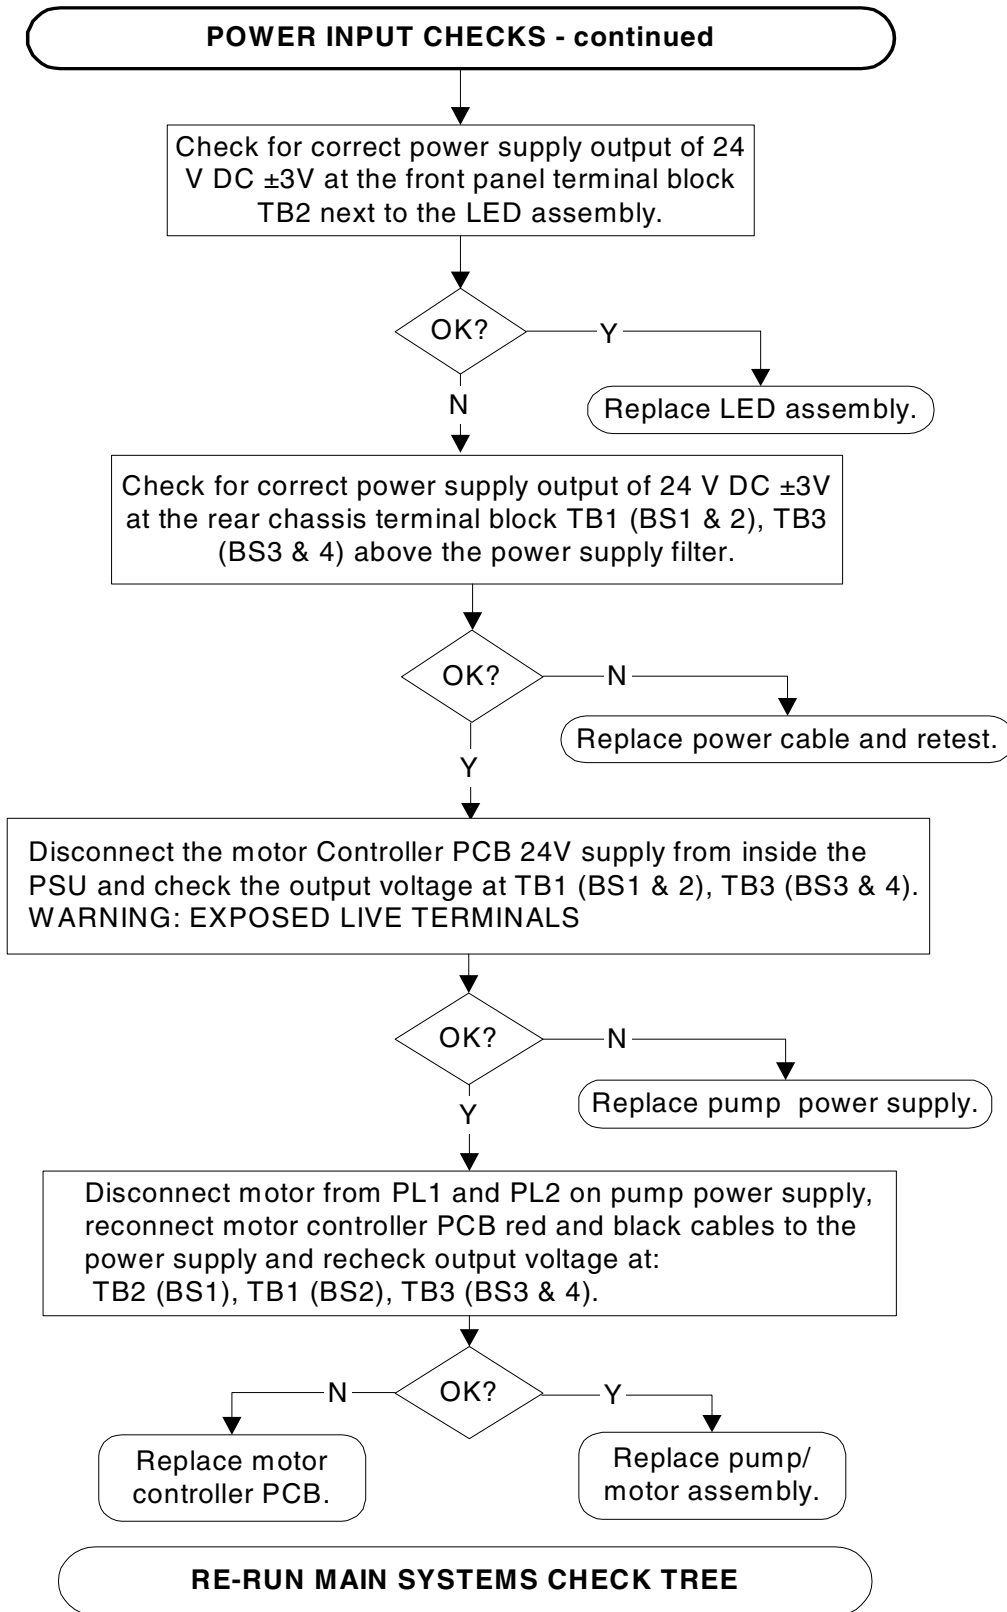 POWER INPUT CHECKS - continued
Check for correct power supply output of 24
V DC ±3V at the front panel terminal block
TB2 next to the LED assembly.
OK?
Y
Replace LED assembly.
N
Check for correct power supply output of 24 V DC ±3V
at the rear chassis terminal block TB1 (BS1 & 2), TB3
(BS3 & 4) above the power supply filter.
OK?
N
Replace power cable and retest.
Y
Disconnect the motor Controller PCB 24V supply from inside the
PSU and check the output voltage at TB1 (BS1 & 2), TB3 (BS3 & 4).
WARNING: EXPOSED LIVE TERMINALS
OK?
N
Replace pump power supply.
Y
Disconnect motor from PL1 and PL2 on pump power supply,
reconnect motor controller PCB red and black cables to the
power supply and recheck output voltage at:
TB2 (BS1), TB1 (BS2), TB3 (BS3 & 4).
N
OK?
Y
Replace motor
controller PCB.
Replace pump/
motor assembly.
RE-RUN MAIN SYSTEMS CHECK TREE